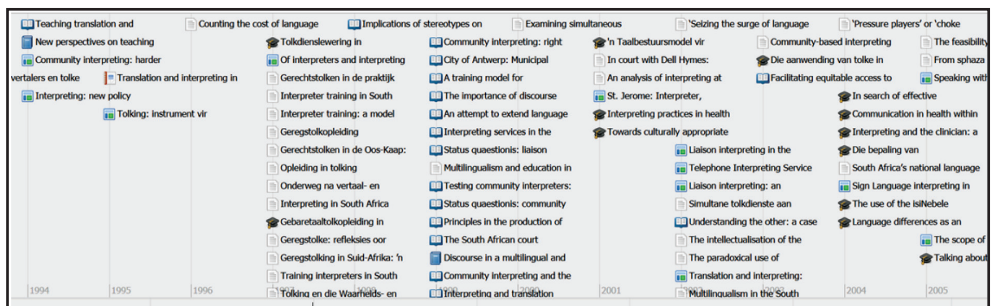 Teaching translation and
Counting the cost of language
Implications of stereotypes on
Examining simultaneous
'Seizing the surge of language
'Pressure players' or 'choke
New perspectives on teaching
Tolkdienslewering in
Community interpreting: right
'n Taalbestuursmodel vir
Community-based interpreting
The feasibility
Community interpreting: harder
Of interpreters and interpreting
City of Antwerp: Municipal
In court with Dell Hymes:
Die aanwending van tolke in
From sphaza
vertalers en tolke
Translation and interpreting in
Gerechtstolken in de praktijk
A training model for
An analysis of interpreting at
Facilitating equitable access to
Speaking with
Interpreting: new policy
Interpreter training in South
The importance of discourse
St. Jerome: Interpreter,
In search of effective
Tolking: instrument vir
Interpreter training: a model
An attempt to extend language
Interpreting practices in health
Communication in health within
Geregstolkopleiding
Interpreting services in the
Towards culturally appropriate
Interpreting and the clinician: a
Gerechtstolken in de Oos-Kaap:
Status quaestionis: liaison
Liaison interpreting in the
Die bepaling van
Opleiding in tolking
Multilingualism and education in
Telephone Interpreting Service
South Africa's national language
Onderweg na vertaal- en
Testing community interpreters:
Liaison interpreting: an
Sign Language interpreting in
Interpreting in South Africa
Status quaestionis: community
Simultane tolkdienste aan
The use of the isiNebele
Gebaretaaltolkopleiding in
Principles in the production of
Understanding the other: a case
Language differences as an
Geregstolke: refleksies oor
The South African court
The intellectualisation of the
The scope of
Geregstolking in Suid-Afrika: 'n
Discourse in a multilingual and
The paradoxical use of
Talking about
Training interpreters in South
Community interpreting and the
Translation and interpreting:
Tolking en die Waarheids- en
Interpreting and translation
Multilingualism in the South
1994
1995
1996
1997
1998
1999
2000
2001
2002
2003
2004
2005